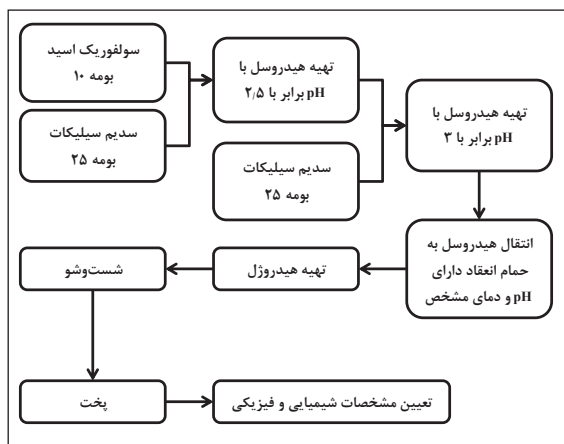 سولفوریک اسید
بومه ۱۰
سدیم سیلیکات
بومه ۲۵
تهیه هیدروسل با
pH برابر با ۲٫۵
سدیم سیلیکات
بومه ۲۵
تهیه هیدروسل با
pH برابر با ۳
انتقال هیدروسل به
حمام انعقاد دارای
pH و دمای مشخص
تهیه هیدروژل
شست‌وشو
پخت
تعیین مشخصات شیمیایی و فیزیکی